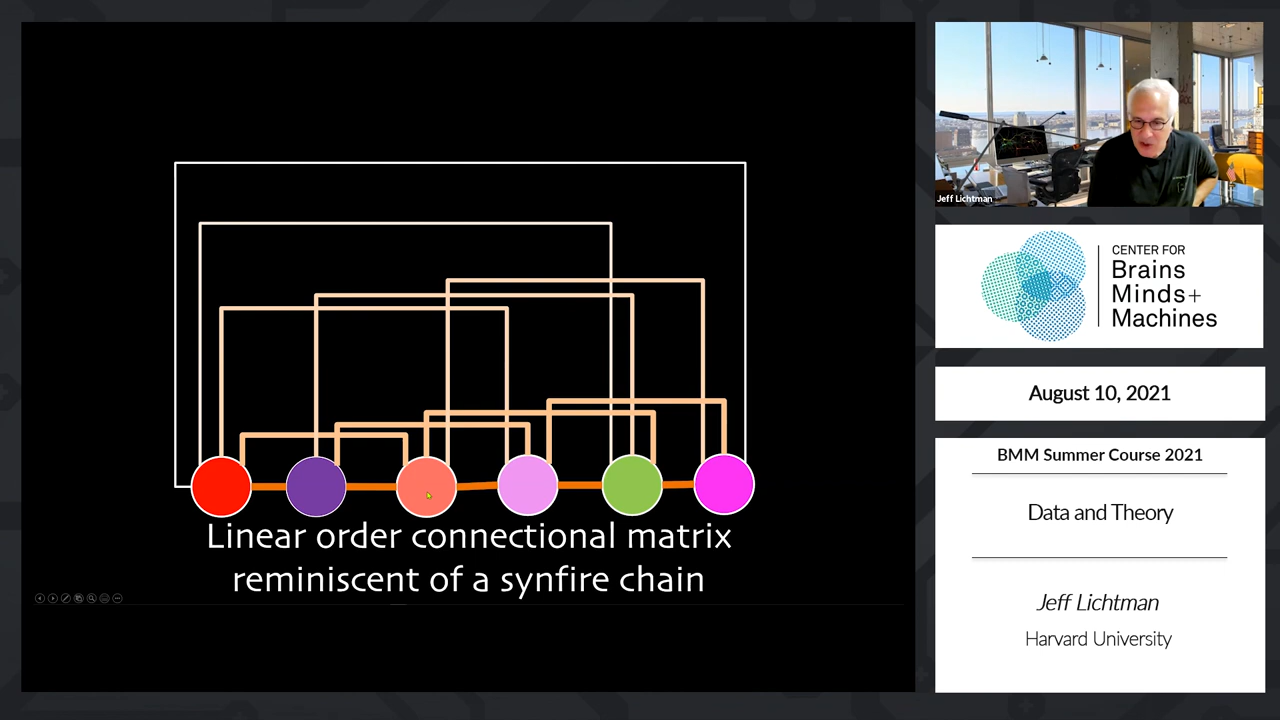 Linear order connectional matrix
reminiscent of a synfire chain
Jeff Lichtman
CENTER FOR
Brains
Minds+
Machines
August 10, 2021
BMM Summer Course 2021
Data and Theory
Jeff Lichtman
Harvard University